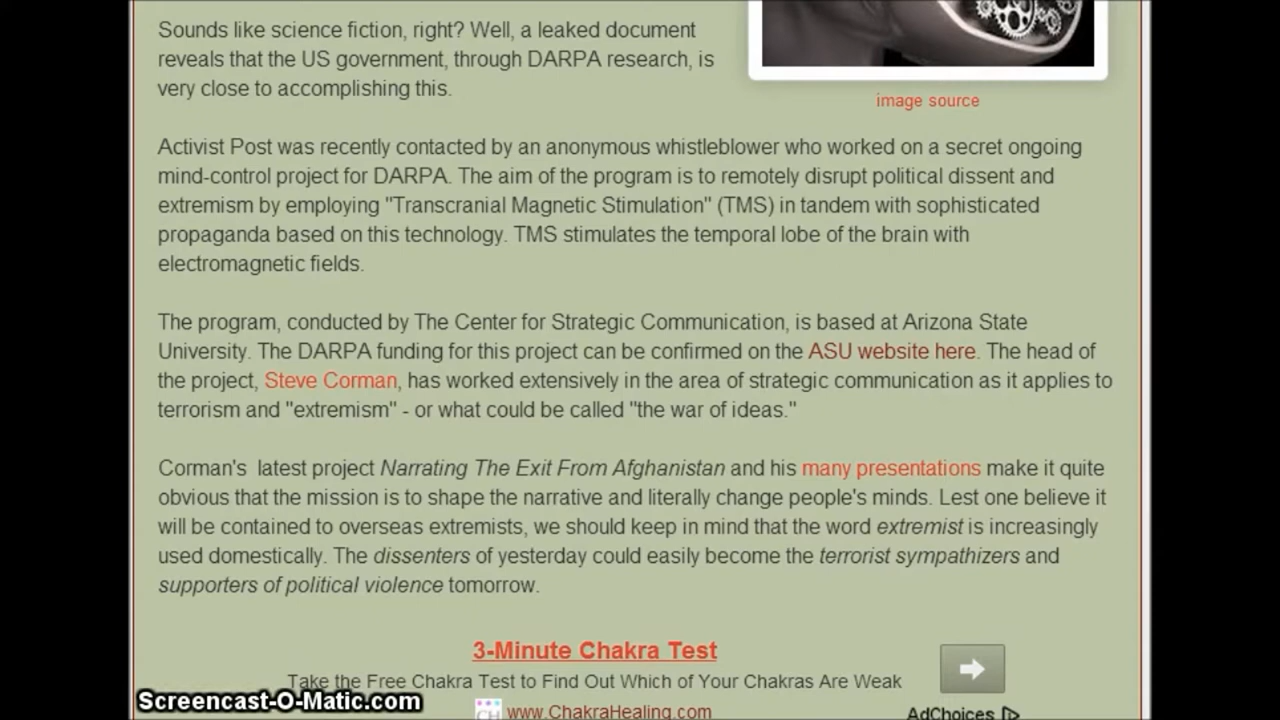 Sounds like science fiction, right? Well, a leaked document
reveals that the US government, through DARPA research, is
very close to accomplishing this.
image source
Activist Post was recently contacted by an anonymous whistleblower who worked on a secret ongoing
mind-control project for DARPA. The aim of the program is to remotely disrupt political dissent and
extremism by employing "Transcranial Magnetic Stimulation" (TMS) in tandem with sophisticated
propaganda based on this technology. TMS stimulates the temporal lobe of the brain with
electromagnetic fields.
The program, conducted by The Center for Strategic Communication, is based at Arizona State
University. The DARPA funding for this project can be confirmed on the ASU website here. The head of
the project, Steve Corman, has worked extensively in the area of strategic communication as it applies to
terrorism and "extremism" - or what could be called "the war of ideas."
Corman's  latest project Narrating The Exit From Afghanistan and his many presentations make it quite
obvious that the mission is to shape the narrative and literally change people's minds. Lest one believe it
will be contained to overseas extremists, we should keep in mind that the word extremist is increasingly
used domestically. The dissenters of yesterday could easily become the terrorist sympathizers and
supporters of political violence tomorrow.
3-Minute Chakra Test
Take the Free Chakra Test to Find Out Which of Your Chakras Are Weak
CH www.ChakraHealing.com
AdChoices
Screencast-O-Matic.com